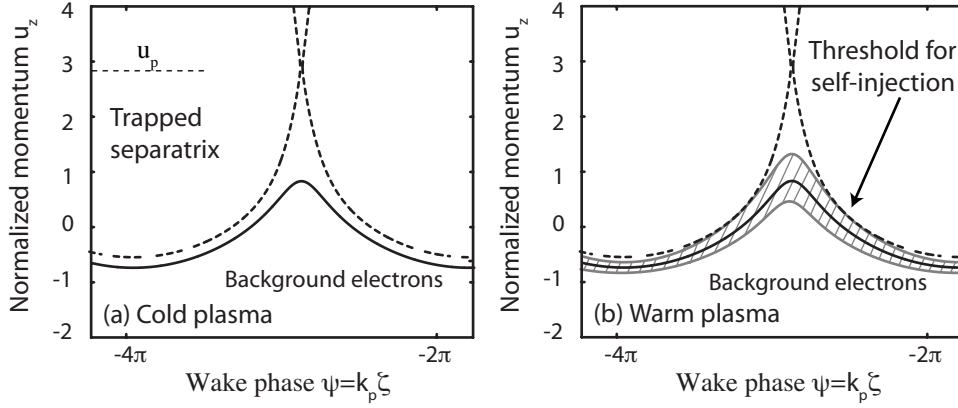 Normalized momentum u_z
4
3
2
1
0
-1
-2
u_p
Trapped
separatrix
Background electrons
(a) Cold plasma
-4π
-2π
Wake phase ψ=k_pζ
Normalized momentum u_z
4
3
2
1
0
-1
-2
Threshold for
self-injection
Background electrons
(b) Warm plasma
-4π
-2π
Wake phase ψ=k_pζ